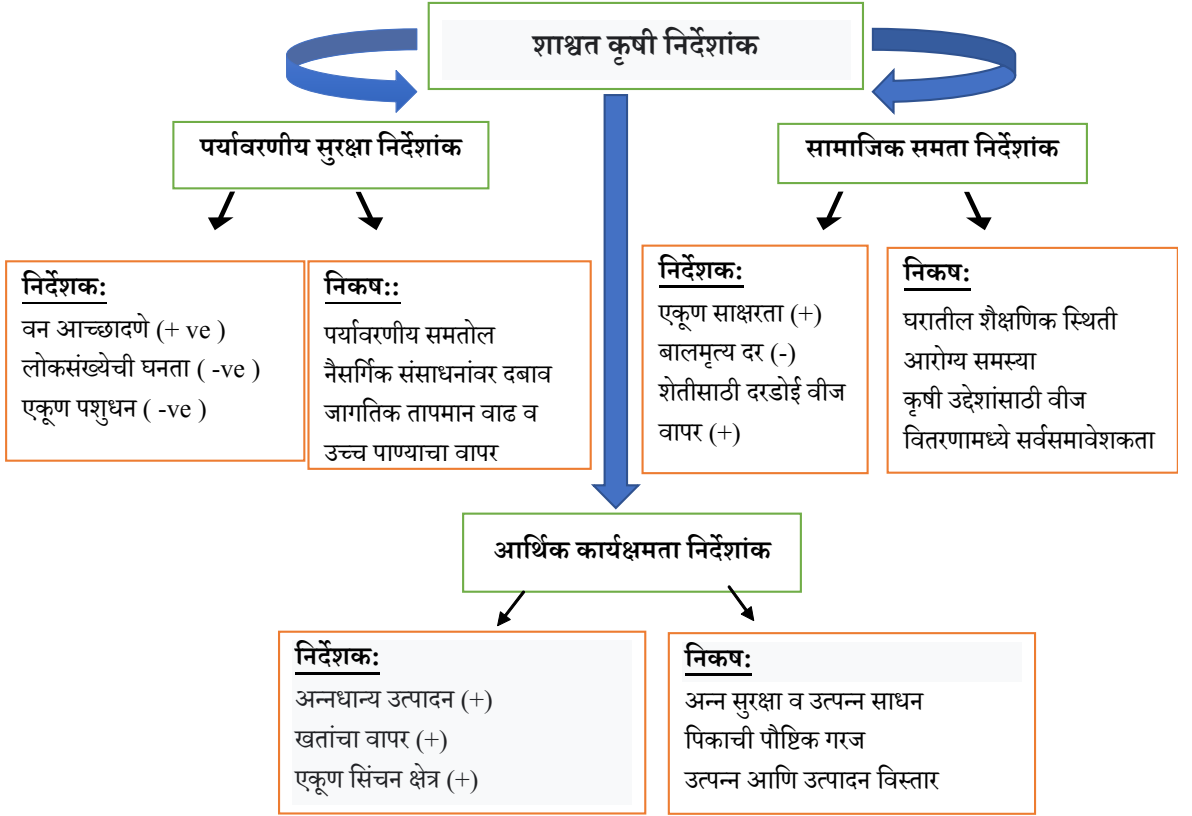 शाश्वत कृषी निर्देशांक
पर्यावरणीय सुरक्षा निर्देशांक
सामाजिक समता निर्देशांक
निर्देशक:
वन आच्छादणे (+ ve )
लोकसंख्येची घनता ( -ve )
एकूण पशुधन ( -ve )
निकष::
पर्यावरणीय समतोल
नैसर्गिक संसाधनांवर दबाव
जागतिक तापमान वाढ व
उच्च पाण्याचा वापर
निर्देशक:
एकूण साक्षरता (+)
बालमृत्य दर (-)
शेतीसाठी दरडोई वीज
वापर (+)
निकष:
घरातील शैक्षणिक स्थिती
आरोग्य समस्या
कृषी उद्देशांसाठी वीज
वितरणामध्ये सर्वसमावेशकता
आर्थिक कार्यक्षमता निर्देशांक
निर्देशक:
अन्नधान्य उत्पादन (+)
खतांचा वापर (+)
एकूण सिंचन क्षेत्र (+)
निकष:
अन्न सुरक्षा व उत्पन्न साधन
पिकाची पौष्टिक गरज
उत्पन्न आणि उत्पादन विस्तार